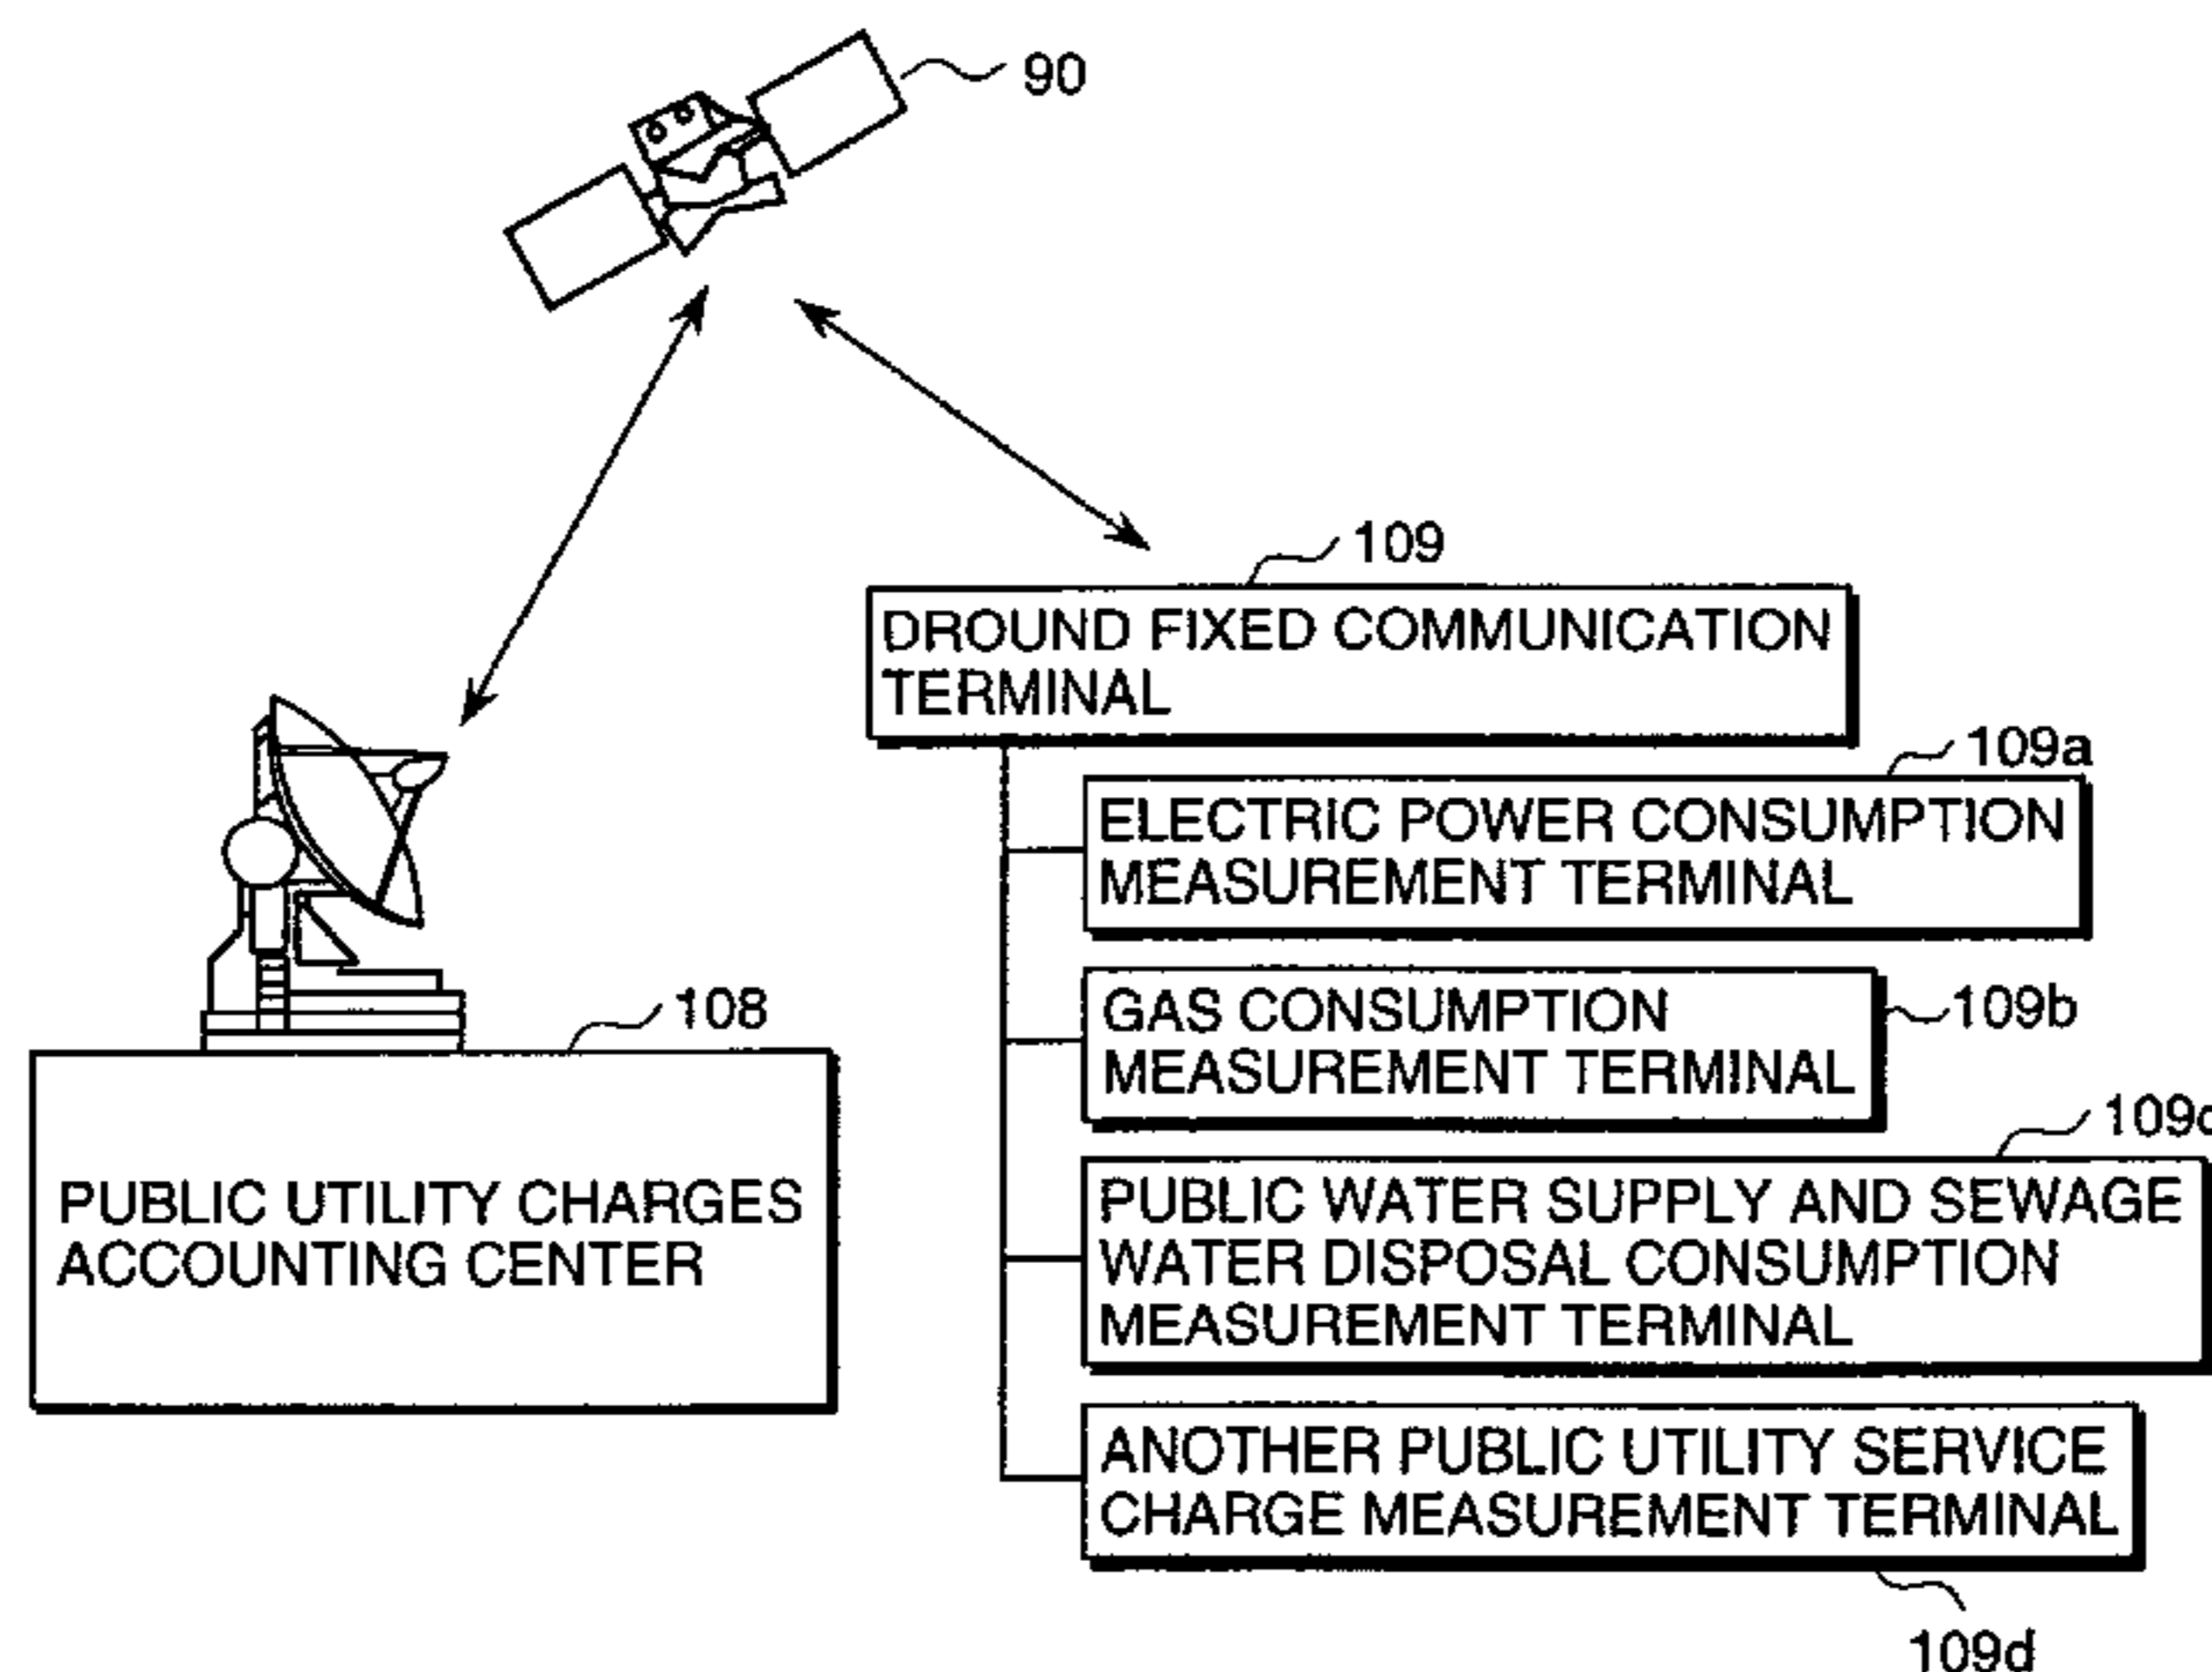 90
109
DROUND FIXED COMMUNICATION
TERMINAL
109a
ELECTRIC POWER CONSUMPTION
MEASUREMENT TERMINAL
GAS CONSUMPTION
MEASUREMENT TERMINAL
109b
108
PUBLIC UTILITY CHARGES
ACCOUNTING CENTER
109c
PUBLIC WATER SUPPLY AND SEWAGE
WATER DISPOSAL CONSUMPTION
MEASUREMENT TERMINAL
ANOTHER PUBLIC UTILITY SERVICE
CHARGE MEASUREMENT TERMINAL
109d